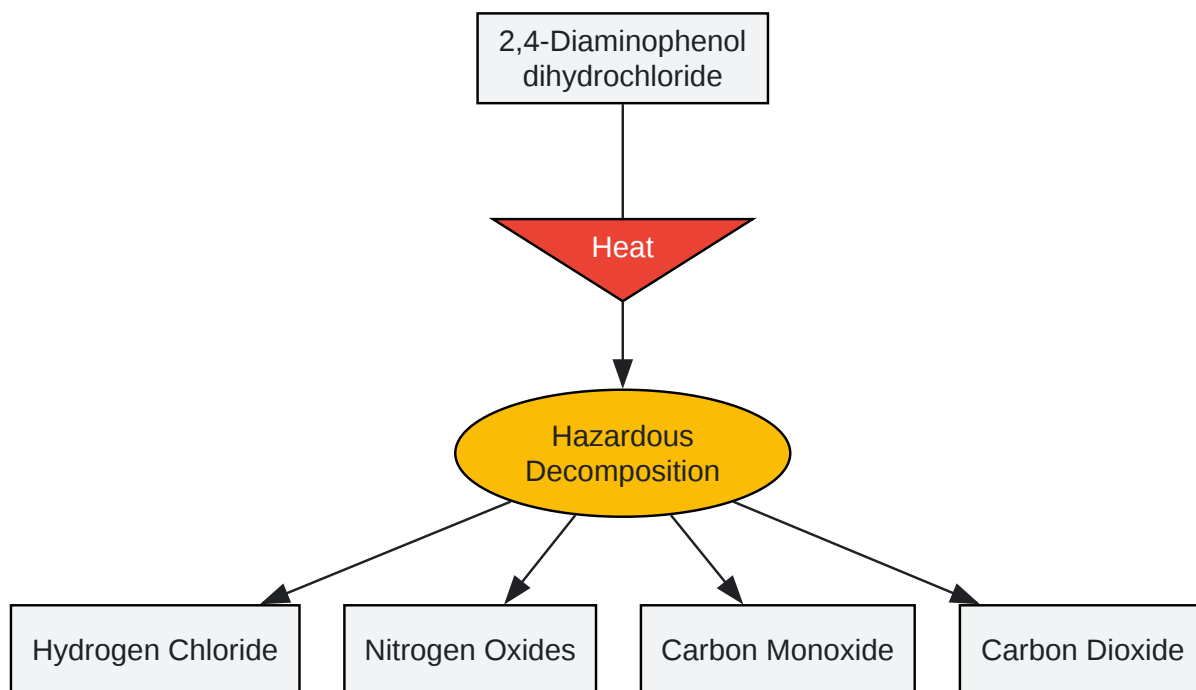 2,4-Diaminophenol
dihydrochloride
Heat
Hazardous
Decomposition
Hydrogen Chloride
Nitrogen Oxides
Carbon Monoxide
Carbon Dioxide